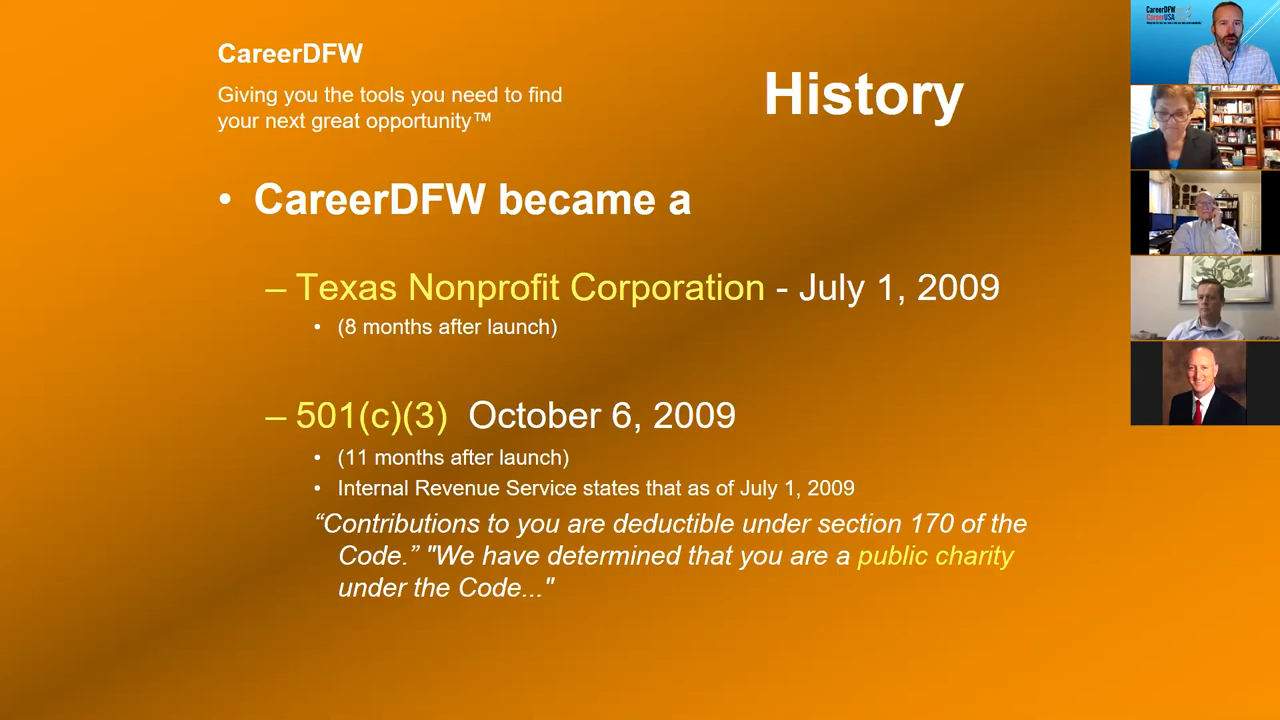 CareerDFW
Giving you the tools you need to find
your next great opportunity™
History
• CareerDFW became a
– Texas Nonprofit Corporation - July 1, 2009
• (8 months after launch)
– 501(c)(3) October 6, 2009
• (11 months after launch)
• Internal Revenue Service states that as of July 1, 2009
“Contributions to you are deductible under section 170 of the
Code.” "We have determined that you are a public charity
under the Code..."
CareerDFW
CareerUSA